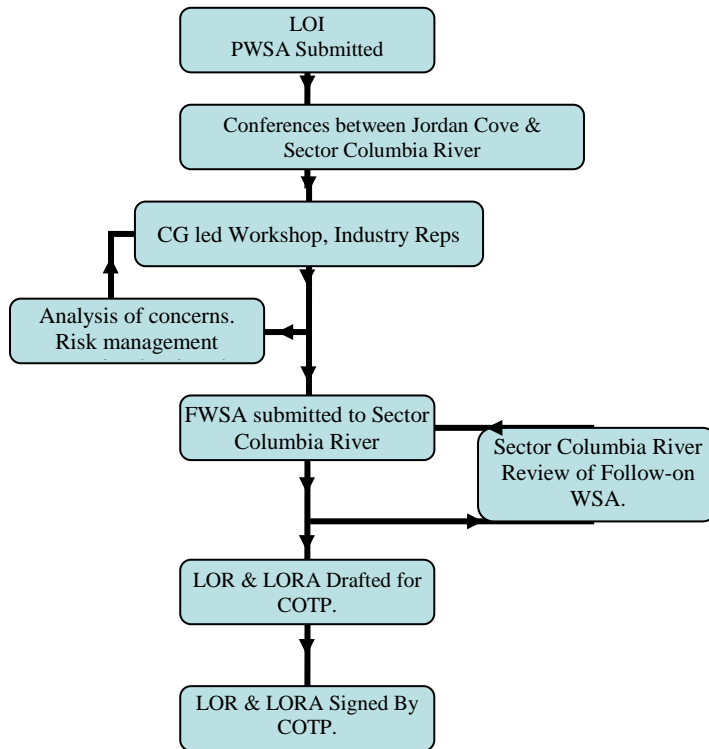 LOI
PWSA Submitted
Conferences between Jordan Cove &
Sector Columbia River
CG led Workshop, Industry Reps
Analysis of concerns.
Risk management
FWSA submitted to Sector
Columbia River
Sector Columbia River
Review of Follow-on
WSA.
LOR & LORA Drafted for
COTP.
LOR & LORA Signed By
COTP.